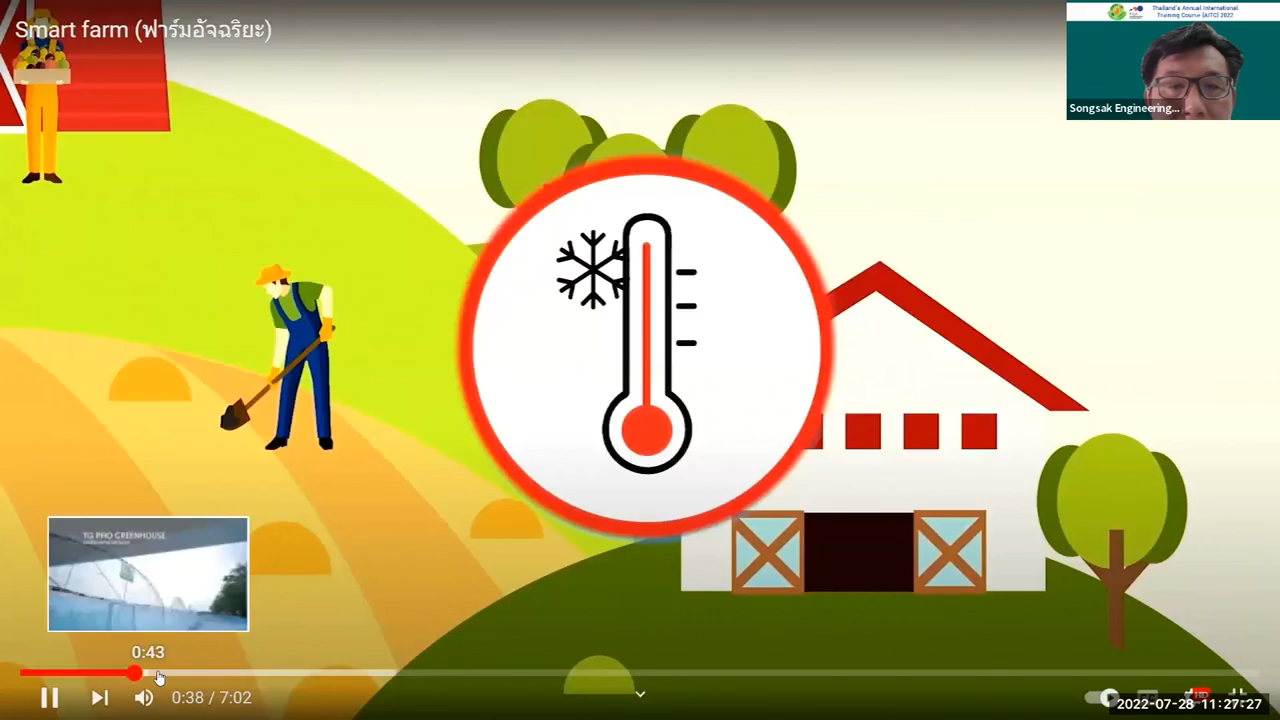 Smart farm (ฟาร์มอัจฉริยะ)
Thailand's Annual International
Training Course (AITC) 2022
Songsak Engineering...
TG PRO GREENHOUSE
0:43
0:38 / 7:02
HD
2022-07-28 11:27:27